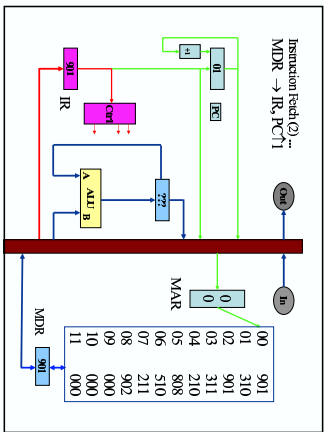 Instruction Fetch (2)...
MDR → IR, PC↑1
Out
In
PC
01
+1
MAR
0 0
???
ALU
A
B
Ctrl
IR
901
00 901
01 310
02 901
03 311
04 210
05 808
06 510
07 211
08 902
09 000
10 000
11 000
MDR
901